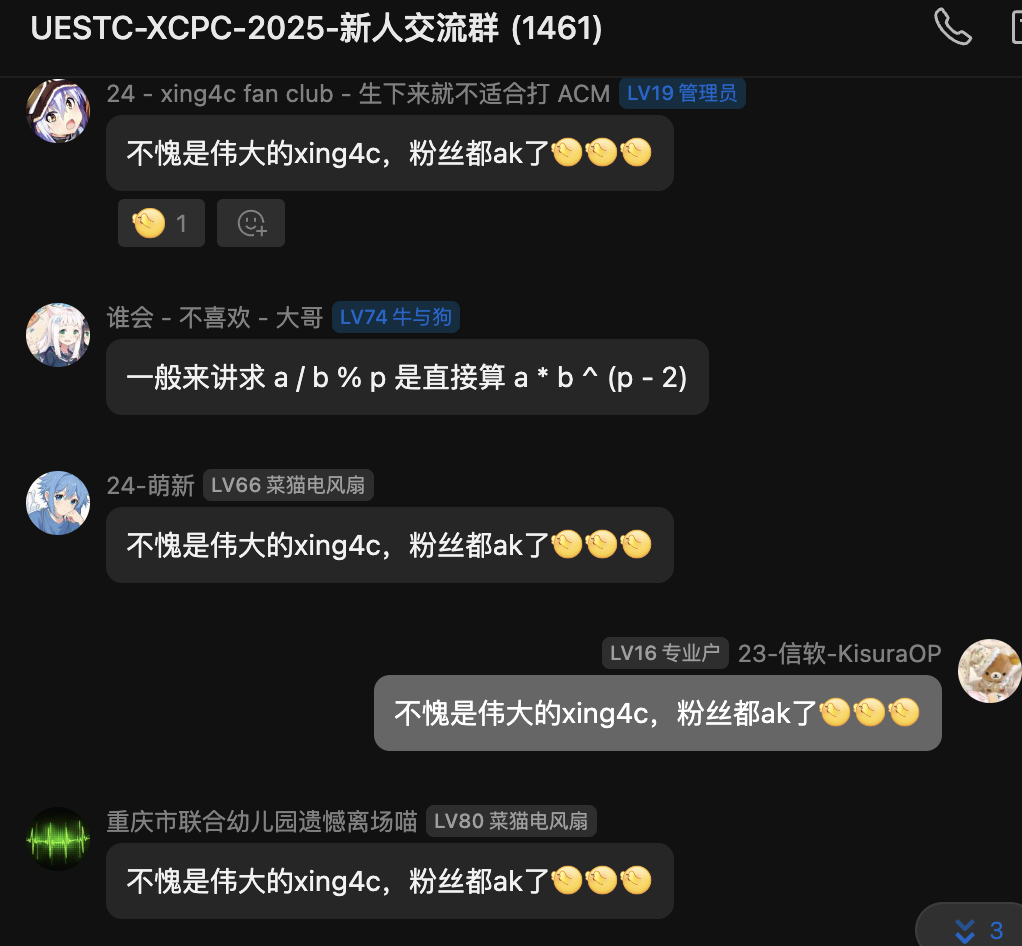 UESTC-XCPC-2025-新人交流群 (1461)
24 - xing4c fan club - 生下来就不适合打 ACM LV19 管理员
不愧是伟大的xing4c，粉丝都ak了🫡🫡🫡
🫡 1
谁会 - 不喜欢 - 大哥 LV74 牛与狗
一般来讲求 a / b % p 是直接算 a * b ^ (p - 2)
24-萌新 LV66 菜猫电风扇
不愧是伟大的xing4c，粉丝都ak了🫡🫡🫡
LV16 专业户 23-信软-KisuraOP
不愧是伟大的xing4c，粉丝都ak了🫡🫡🫡
重庆市联合幼儿园遗憾离场喵 LV80 菜猫电风扇
不愧是伟大的xing4c，粉丝都ak了🫡🫡🫡
3